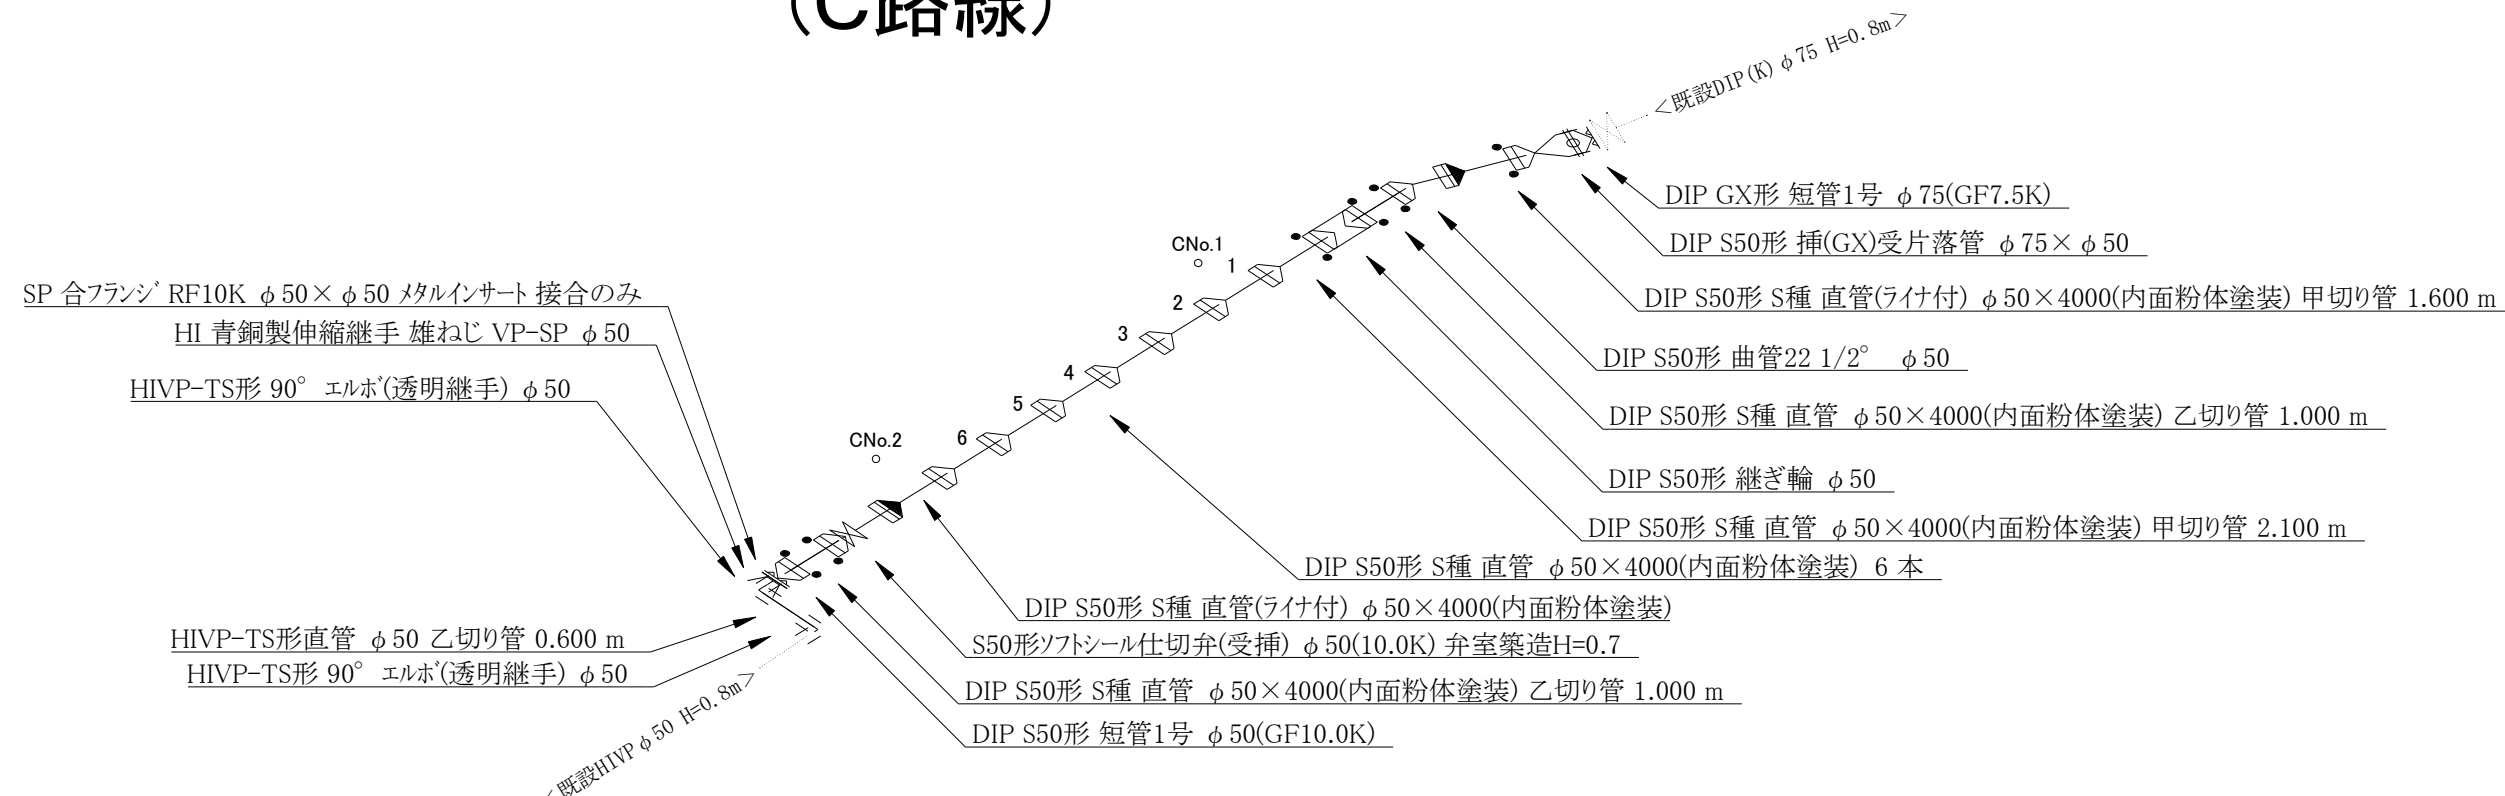 (C路線)
<既設DIP(K) φ75 H=0.8m>
DIP GX形 短管1号 φ75(GF7.5K)
DIP S50形 挿(GX)受片落管 φ75×φ50
DIP S50形 S種 直管(ライナ付) φ50×4000(内面粉体塗装) 甲切り管 1.600 m
DIP S50形 曲管22 1/2° φ50
DIP S50形 S種 直管 φ50×4000(内面粉体塗装) 乙切り管 1.000 m
DIP S50形 継ぎ輪 φ50
DIP S50形 S種 直管 φ50×4000(内面粉体塗装) 甲切り管 2.100 m
DIP S50形 S種 直管 φ50×4000(内面粉体塗装) 6 本
DIP S50形 S種 直管(ライナ付) φ50×4000(内面粉体塗装)
S50形ソフトシール仕切弁(受挿) φ50(10.0K) 弁室築造H=0.7
DIP S50形 S種 直管 φ50×4000(内面粉体塗装) 乙切り管 1.000 m
DIP S50形 短管1号 φ50(GF10.0K)
CNo.1
1
2
3
4
5
6
CNo.2
SP 合フランジ RF10K φ50×φ50 メタルインサート 接合のみ
HI 青銅製伸縮継手 雄ねじ VP-SP φ50
HIVP-TS形 90° エルボ(透明継手) φ50
HIVP-TS形直管 φ50 乙切り管 0.600 m
HIVP-TS形 90° エルボ(透明継手) φ50
<既設HIVP φ50 H=0.8m>